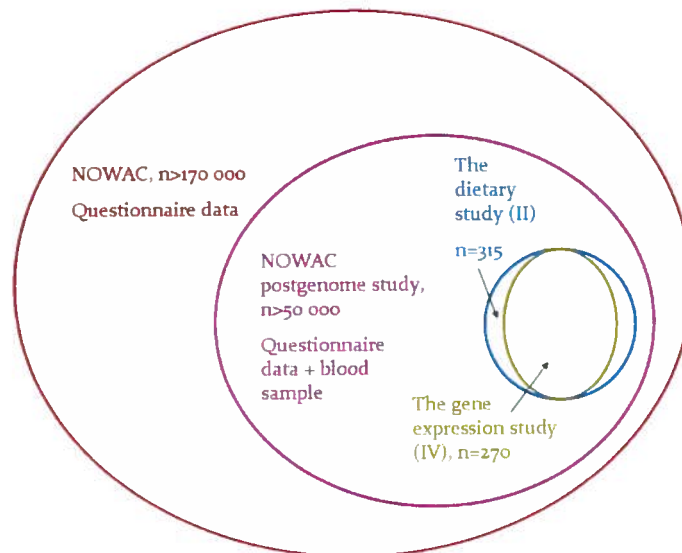 NOWAC, n>170 000
Questionnaire data
The
dietary
study (II)
n=315
NOWAC
postgenome study,
n>50 000
Questionnaire
data + blood
sample
The gene
expression study
(IV), n=270